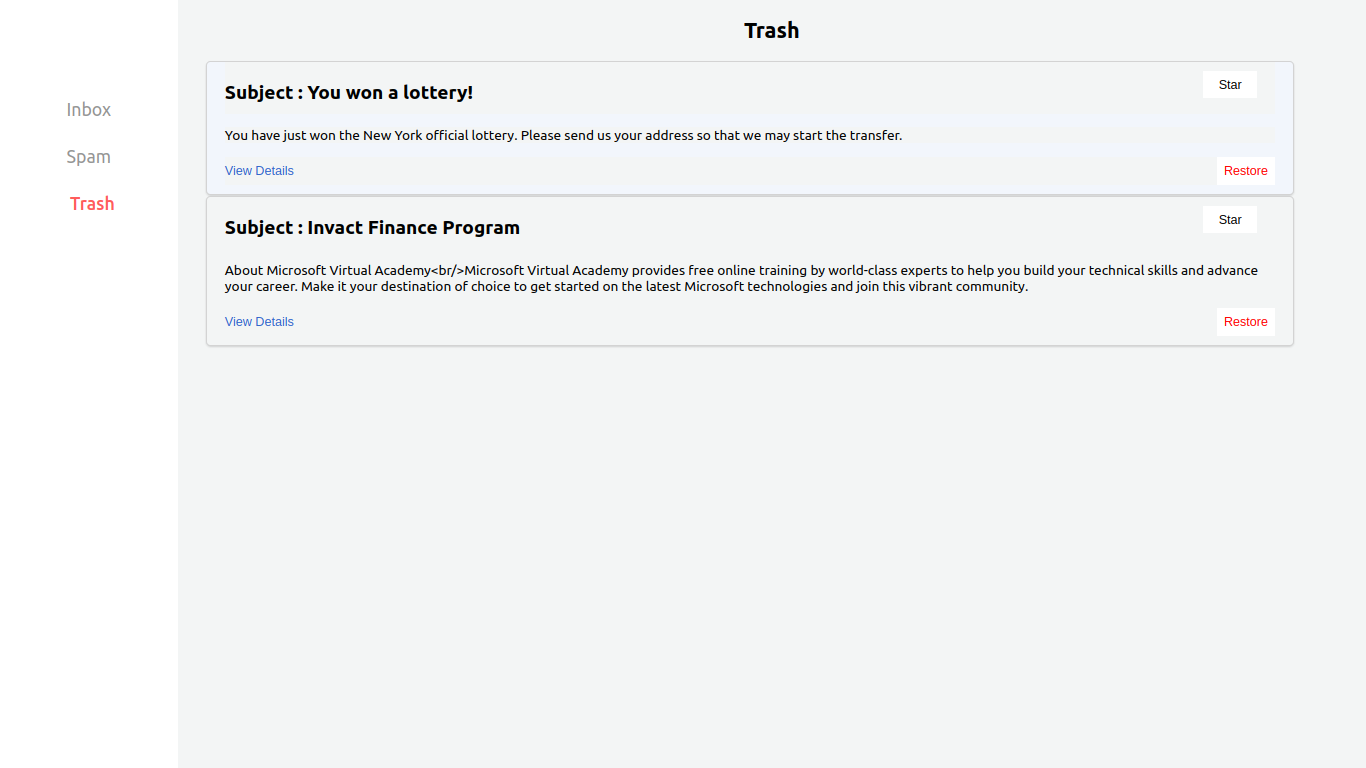 Trash
Inbox
Spam
Trash
Subject : You won a lottery!
Star
You have just won the New York official lottery. Please send us your address so that we may start the transfer.
View Details
Restore
Subject : Invact Finance Program
Star
About Microsoft Virtual Academy<br/>Microsoft Virtual Academy provides free online training by world-class experts to help you build your technical skills and advance
your career. Make it your destination of choice to get started on the latest Microsoft technologies and join this vibrant community.
View Details
Restore